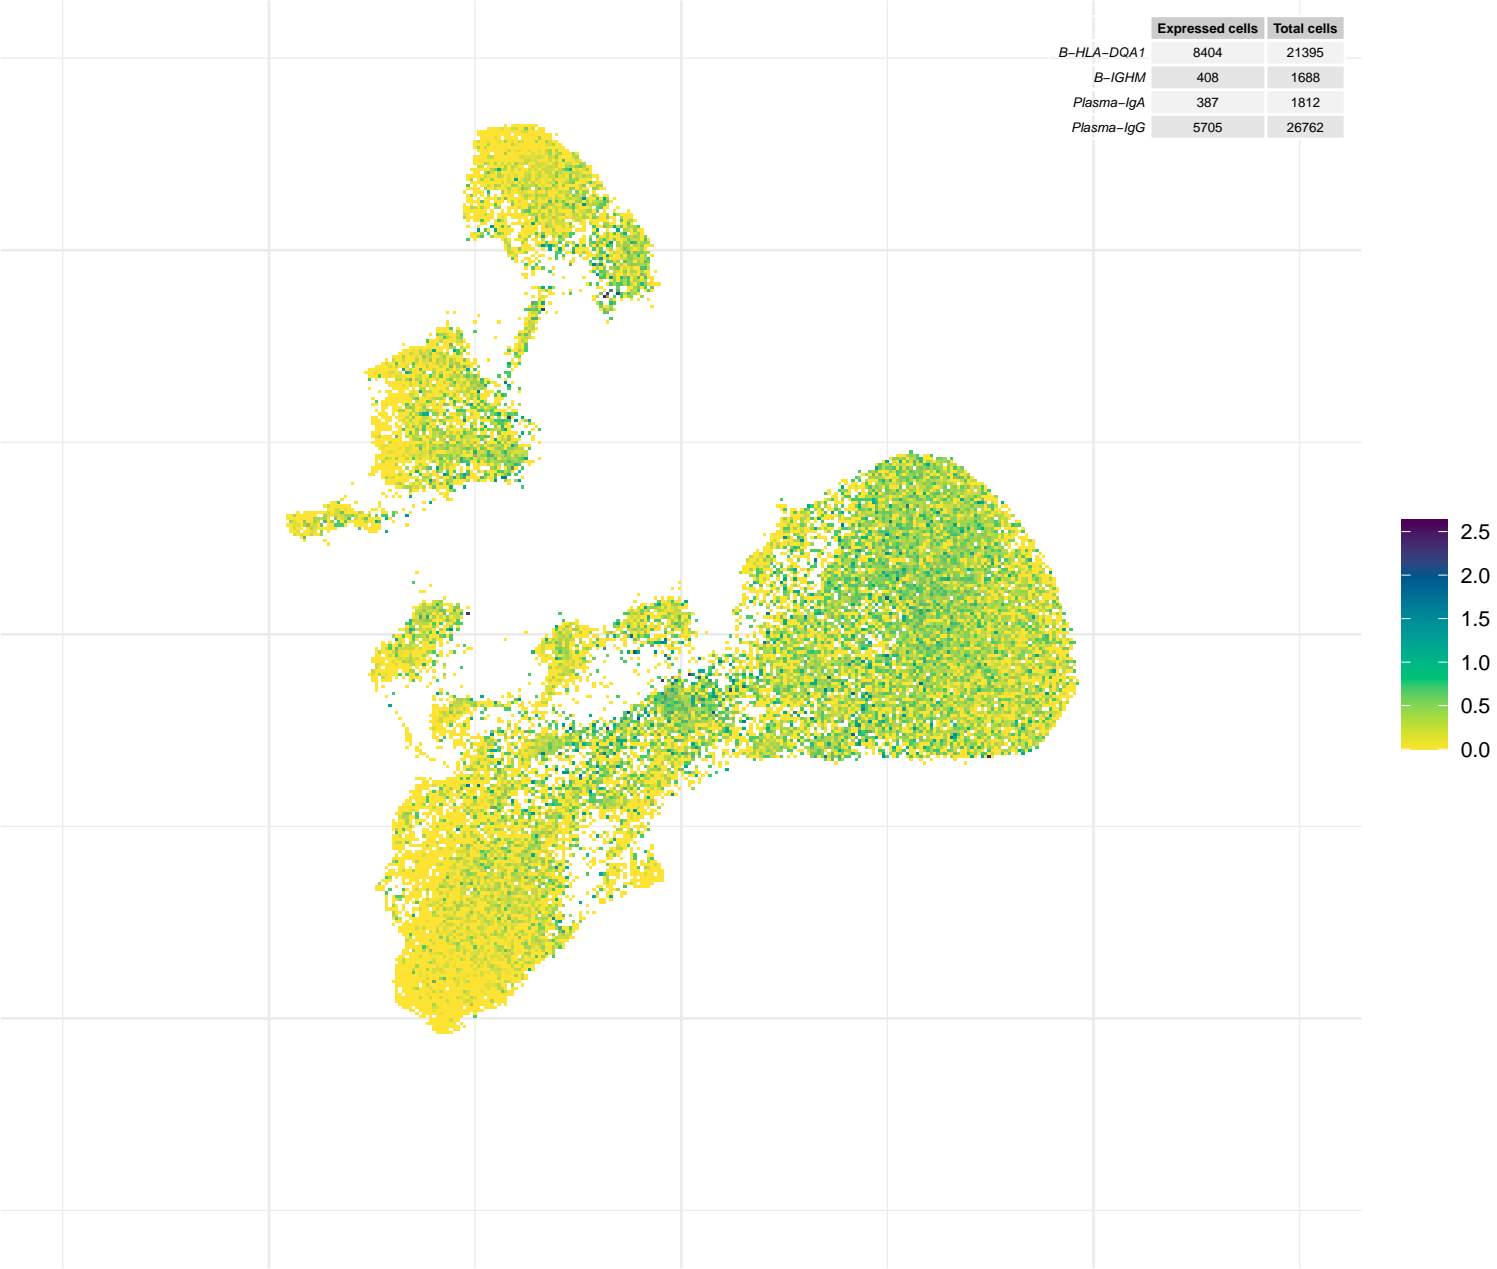 Expressed cells Total cells
B−HLA−DQA1 8404 21395
B−IGHM 408 1688
Plasma−IgA 387 1812
Plasma−IgG 5705 26762
2.5
2.0
1.5
1.0
0.5
0.0